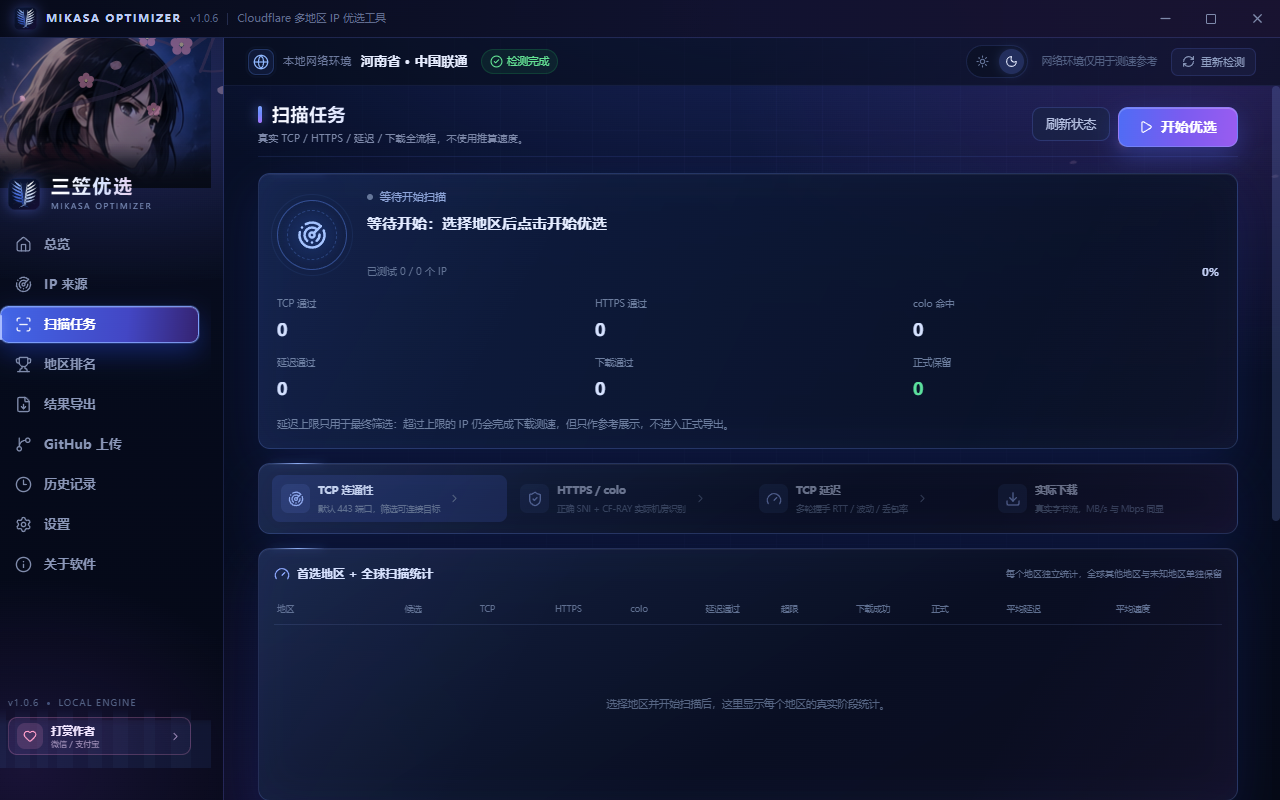 MIKASA OPTIMIZER v1.0.6 Cloudflare 多地区 IP 优选工具
本地网络环境 河南省 • 中国联通 检测完成 网络环境仅用于测速参考 重新检测
三笠优选
MIKASA OPTIMIZER
总览
IP 来源
扫描任务
地区排名
结果导出
GitHub 上传
历史记录
设置
关于软件
v1.0.6 • LOCAL ENGINE
打赏作者
微信 / 支付宝
扫描任务
真实 TCP / HTTPS / 延迟 / 下载全流程，不使用推算速度。
刷新状态 开始优选
等待开始扫描
等待开始：选择地区后点击开始优选
已测试 0 / 0 个 IP 0%
TCP 通过 HTTPS 通过 colo 命中
0 0 0
延迟通过 下载通过 正式保留
0 0 0
延迟上限只用于最终筛选：超过上限的 IP 仍会完成下载测速，但只作参考展示，不进入正式导出。
TCP 连通性
默认 443 端口，筛选可连接目标
HTTPS / colo
正确 SNI + CF-RAY 实际机房识别
TCP 延迟
多轮握手 RTT / 波动 / 丢包率
实际下载
真实字节流，MB/s 与 Mbps 同显
首选地区 + 全球扫描统计 每个地区独立统计，全球其他地区与未知地区单独保留
地区 候选 TCP HTTPS colo 延迟通过 超限 下载成功 正式 平均延迟 平均速度
选择地区并开始扫描后，这里显示每个地区的真实阶段统计。